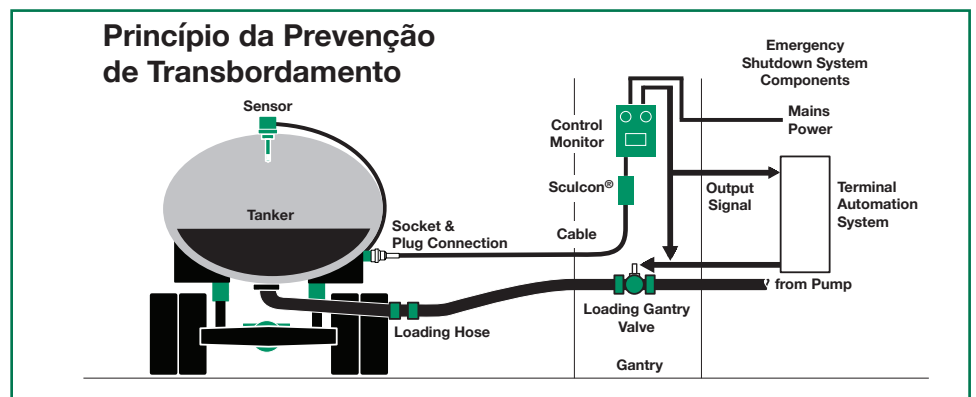 Princípio da Prevenção
de Transbordamento
Emergency
Shutdown System
Components
Sensor
Mains
Power
Control
Monitor
Sculcon®
Output
Signal
Terminal
Automation
System
Tanker
Socket &
Plug Connection
Cable
from Pump
Loading Hose
Loading Gantry
Valve
Gantry